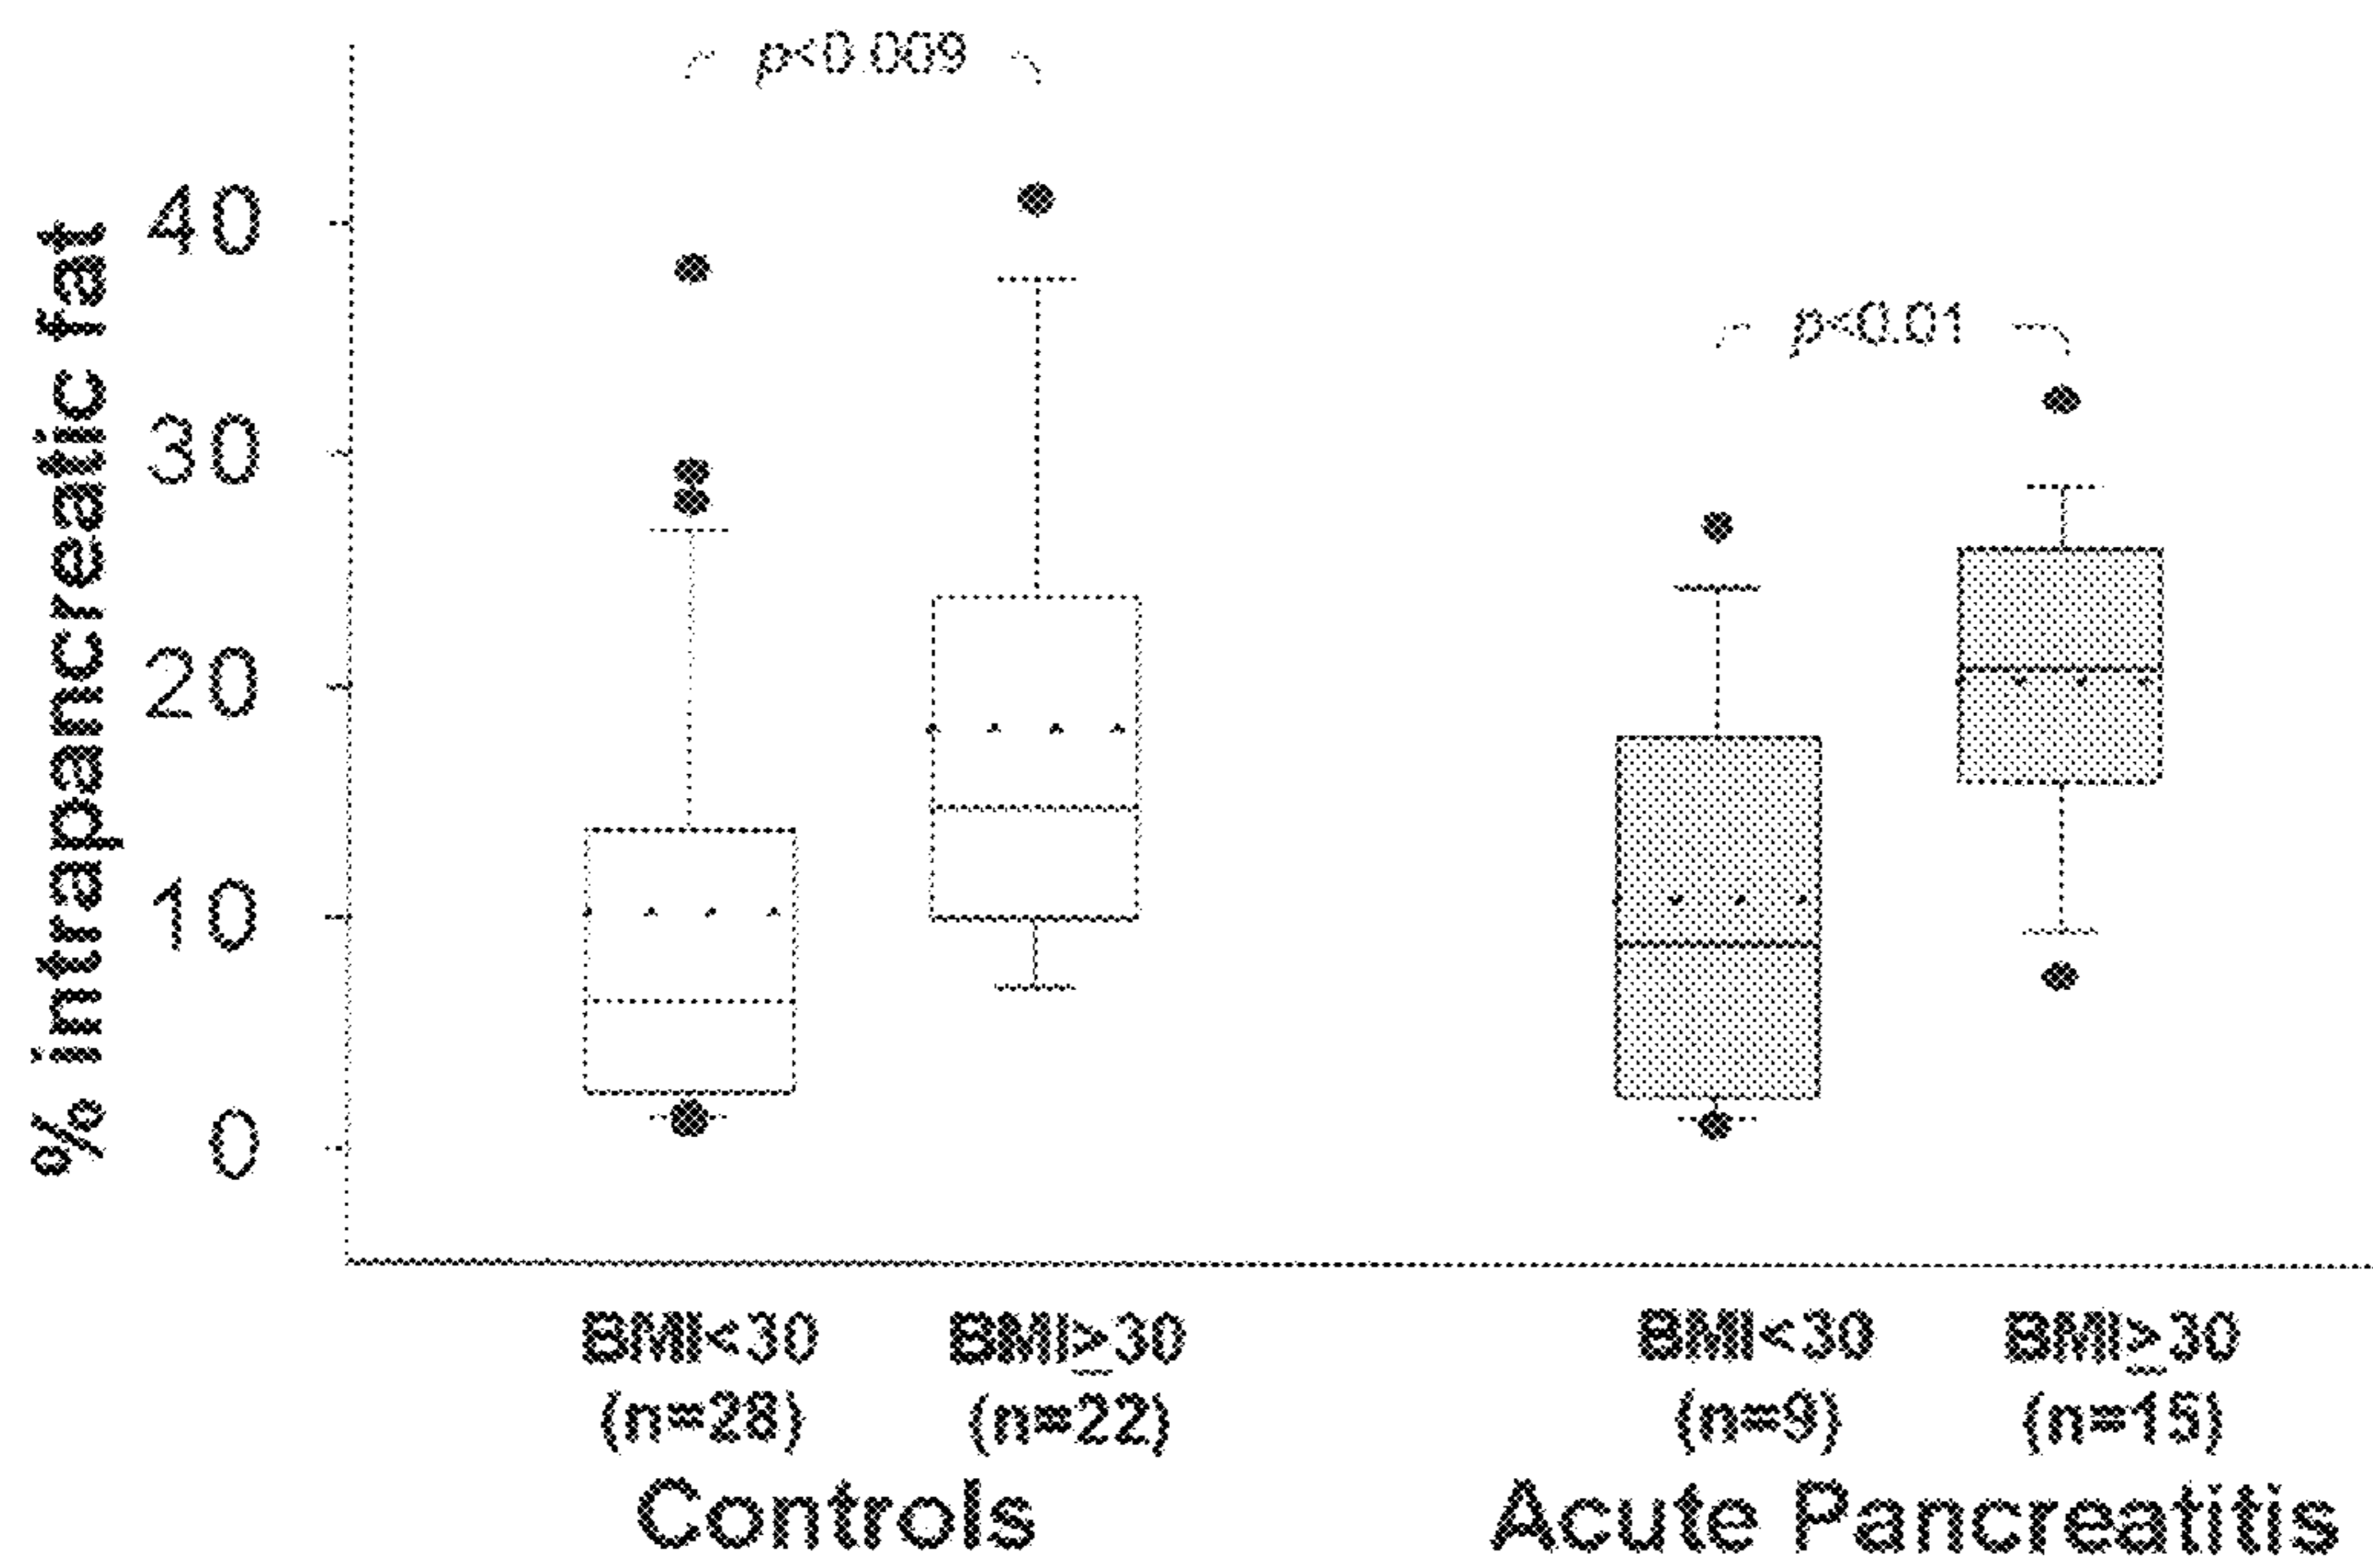 p<0.009
p<0.01
% intrapancreatic fat
40
30
20
10
0
BMI<30
(n=28)
BMI≥30
(n=22)
BMI<30
(n=9)
BMI≥30
(n=15)
Controls
Acute Pancreatitis